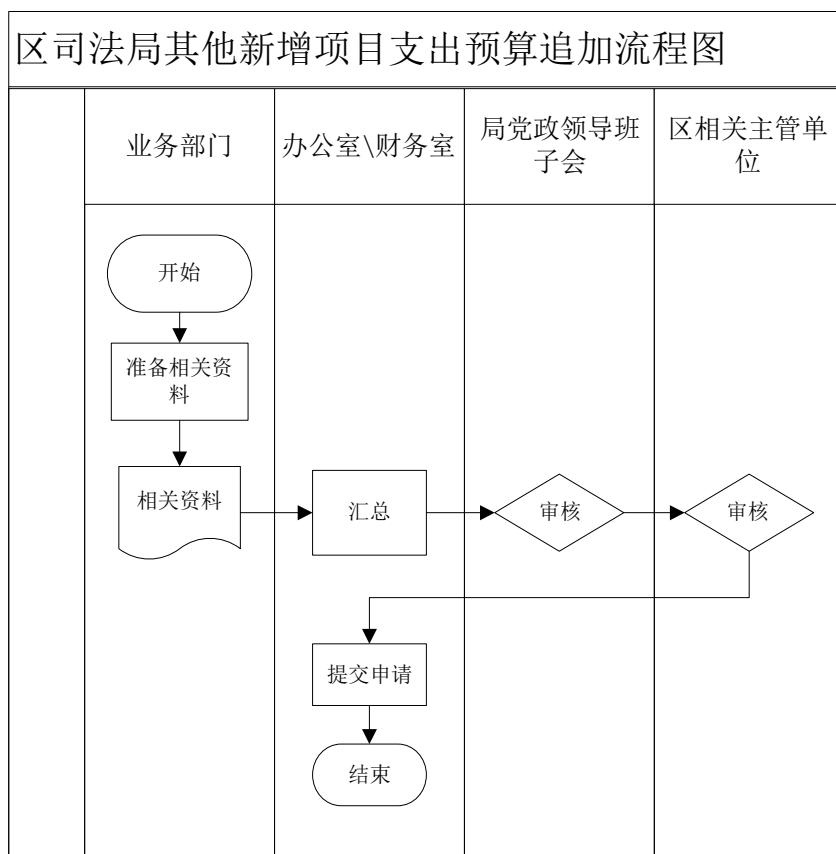 区司法局其他新增项目支出预算追加流程图
业务部门
办公室\财务室
局党政领导班
子会
区相关主管单
位
开始
准备相关资
料
相关资料
汇总
审核
审核
提交申请
结束